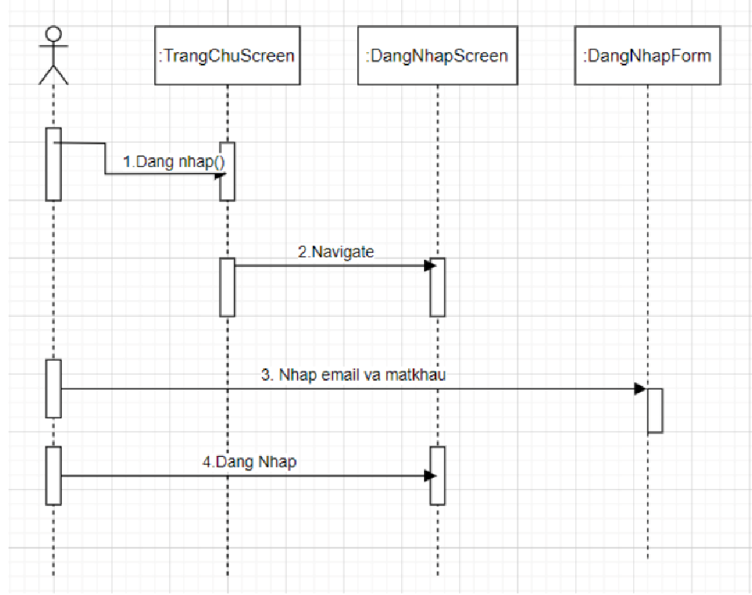 :TrangChuScreen
:DangNhapScreen
:DangNhapForm
1.Dang nhap()
2.Navigate
3. Nhap email va matkhau
4.Dang Nhap